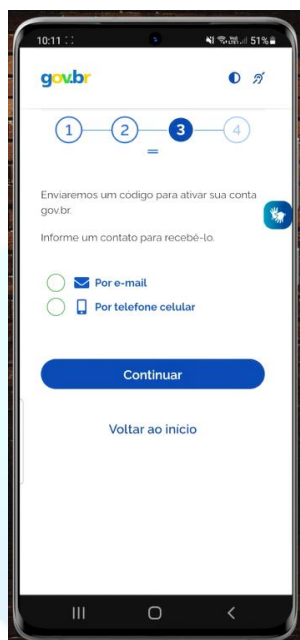 10:11
51%
gov.br
1 2 3 4
Enviaremos um código para ativar sua conta
gov.br.
Informe um contato para recebê-lo.
Por e-mail
Por telefone celular
Continuar
Voltar ao início